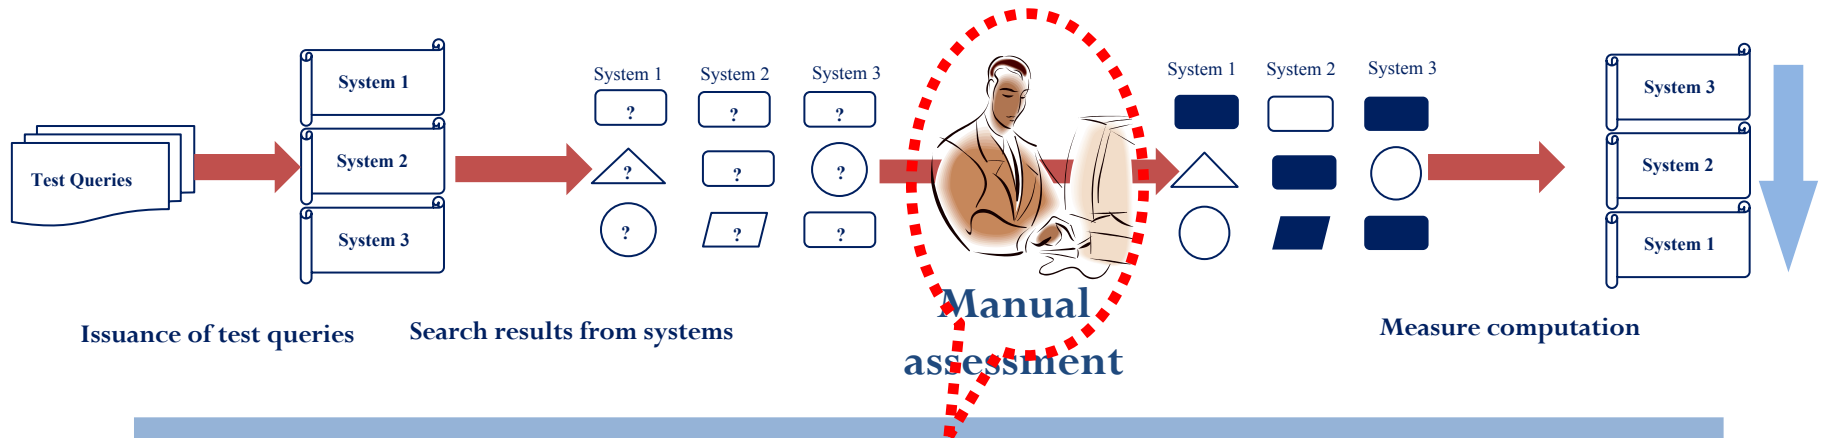 Test Queries
System 1
System 2
System 3
System 1 System 2 System 3
? ? ?
? ? ?
? ? ?
System 1 System 2 System 3
System 3
System 2
System 1
Issuance of test queries
Search results from systems
Manual
assessment
Measure computation